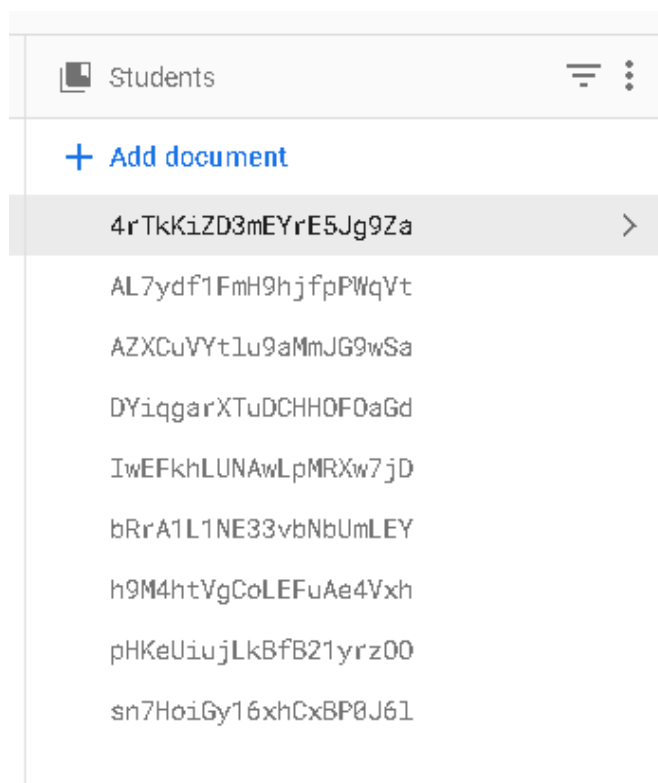 Students
+ Add document
4rTkKiZD3mEYrE5Jg9Za
AL7ydf1FmH9hjfpPWqVt
AZXCuVYtlu9aMmJG9wSa
DYiqgarXTuDCHHOFOaGd
IwEFkhLUNAwLpMRXw7jD
bRrA1L1NE33vbNbUmLEY
h9M4htVgCoLEFuAe4Vxh
pHKeUiujLkBfB21yrzOO
sn7HoiGy16xhCxBP0J6l